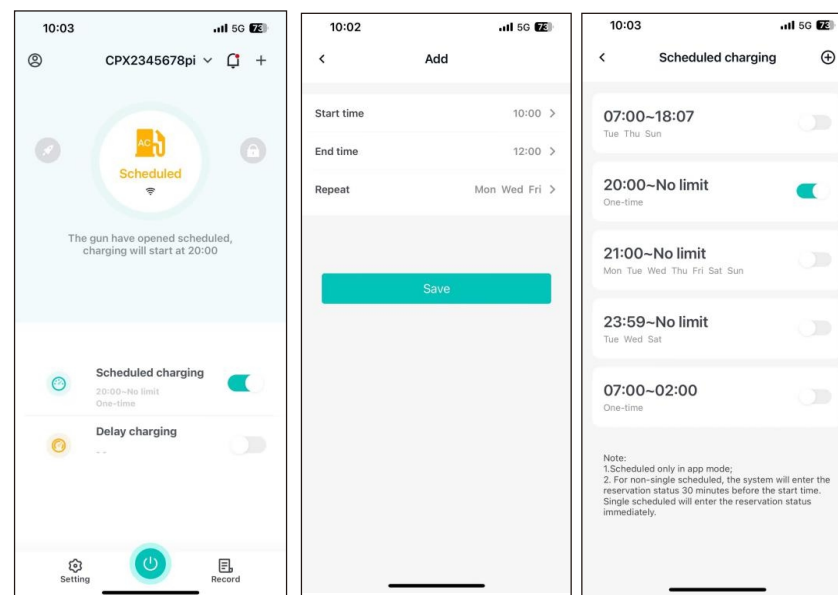 10:03
5G 73
CPX2345678pi
AC
Scheduled
The gun have opened scheduled,
charging will start at 20:00
Scheduled charging
20:00~No limit
One-time
Delay charging
--
Setting
Record
10:02
5G 73
Add
Start time 10:00
End time 12:00
Repeat Mon Wed Fri
Save
10:03
5G 73
Scheduled charging
07:00~18:07
Tue Thu Sun
20:00~No limit
One-time
21:00~No limit
Mon Tue Wed Thu Fri Sat Sun
23:59~No limit
Tue Wed Sat
07:00~02:00
One-time
Note:
1.Scheduled only in app mode;
2. For non-single scheduled, the system will enter the
reservation status 30 minutes before the start time.
Single scheduled will enter the reservation status
immediately.